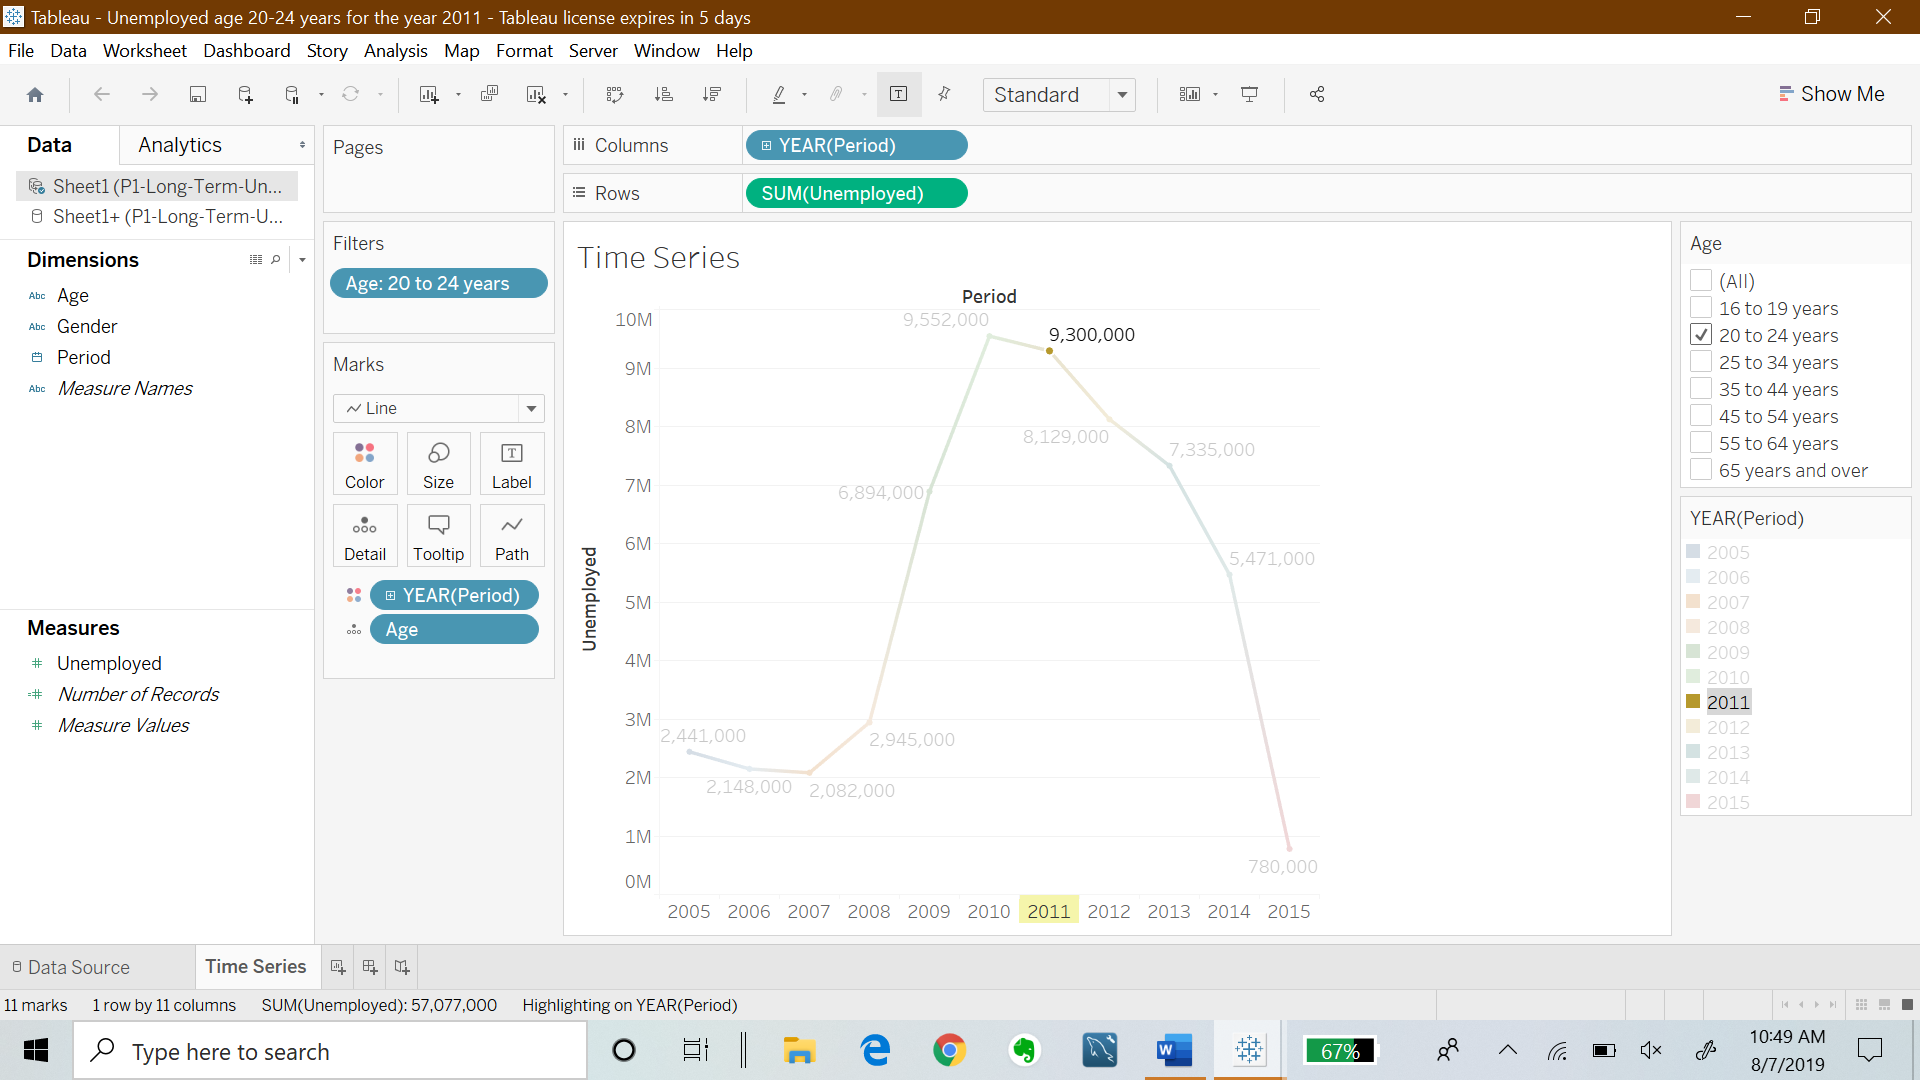 Tableau - Unemployed age 20-24 years for the year 2011 - Tableau license expires in 5 days
File Data Worksheet Dashboard Story Analysis Map Format Server Window Help
Standard
Show Me
Data Analytics
Sheet1 (P1-Long-Term-Un...
Sheet1+ (P1-Long-Term-U...
Dimensions
Abc Age
Abc Gender
Period
Abc Measure Names
Measures
# Unemployed
=# Number of Records
# Measure Values
Pages
Filters
Age: 20 to 24 years
Marks
Line
Color Size Label
Detail Tooltip Path
YEAR(Period)
Age
Columns YEAR(Period)
Rows SUM(Unemployed)
Time Series
Period
Unemployed
10M
9M
8M
7M
6M
5M
4M
3M
2M
1M
0M
2,441,000
2,148,000
2,082,000
2,945,000
6,894,000
9,552,000
9,300,000
8,129,000
7,335,000
5,471,000
780,000
2005 2006 2007 2008 2009 2010 2011 2012 2013 2014 2015
Age
(All)
16 to 19 years
20 to 24 years
25 to 34 years
35 to 44 years
45 to 54 years
55 to 64 years
65 years and over
YEAR(Period)
2005
2006
2007
2008
2009
2010
2011
2012
2013
2014
2015
Data Source Time Series
11 marks 1 row by 11 columns SUM(Unemployed): 57,077,000 Highlighting on YEAR(Period)
Type here to search
67%
10:49 AM
8/7/2019